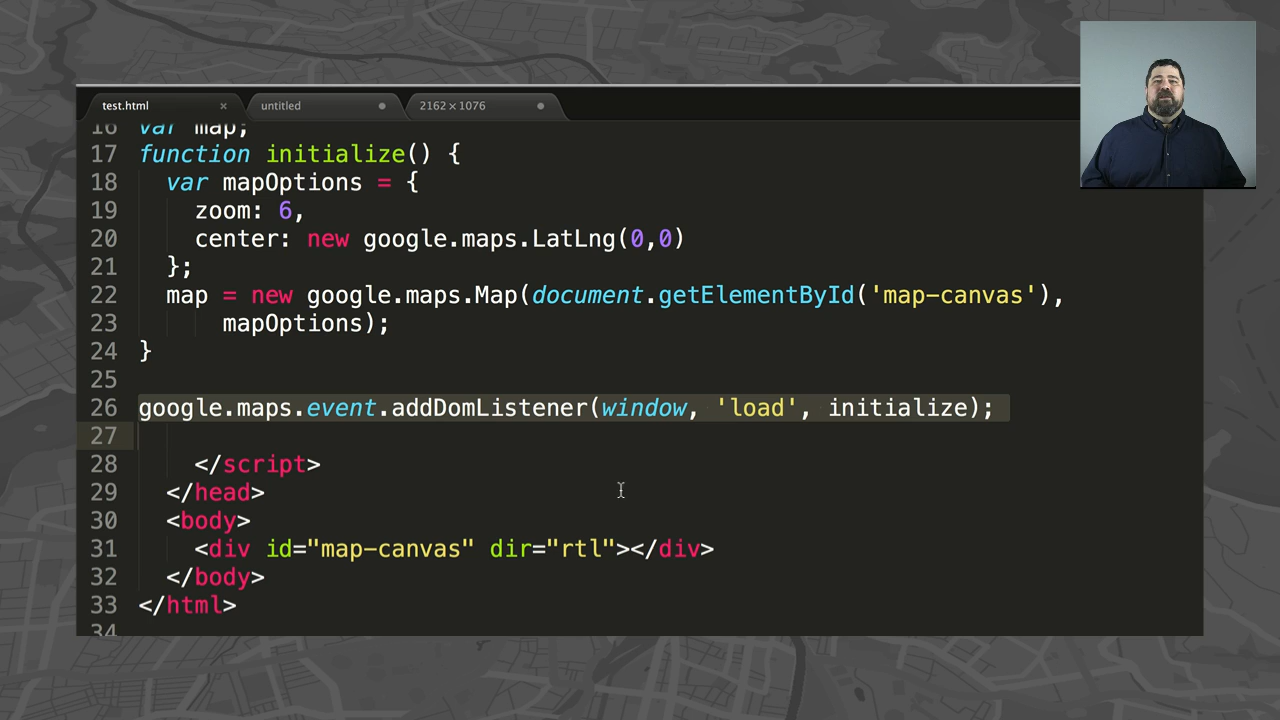 test.html × untitled 2162×1076
16 var map;
17 function initialize() {
18 var mapOptions = {
19 zoom: 6,
20 center: new google.maps.LatLng(0,0)
21 };
22 map = new google.maps.Map(document.getElementById('map-canvas'),
23 mapOptions);
24 }
25
26 google.maps.event.addDomListener(window, 'load', initialize);
27
28 </script>
29 </head>
30 <body>
31 <div id="map-canvas" dir="rtl"></div>
32 </body>
33 </html>
34